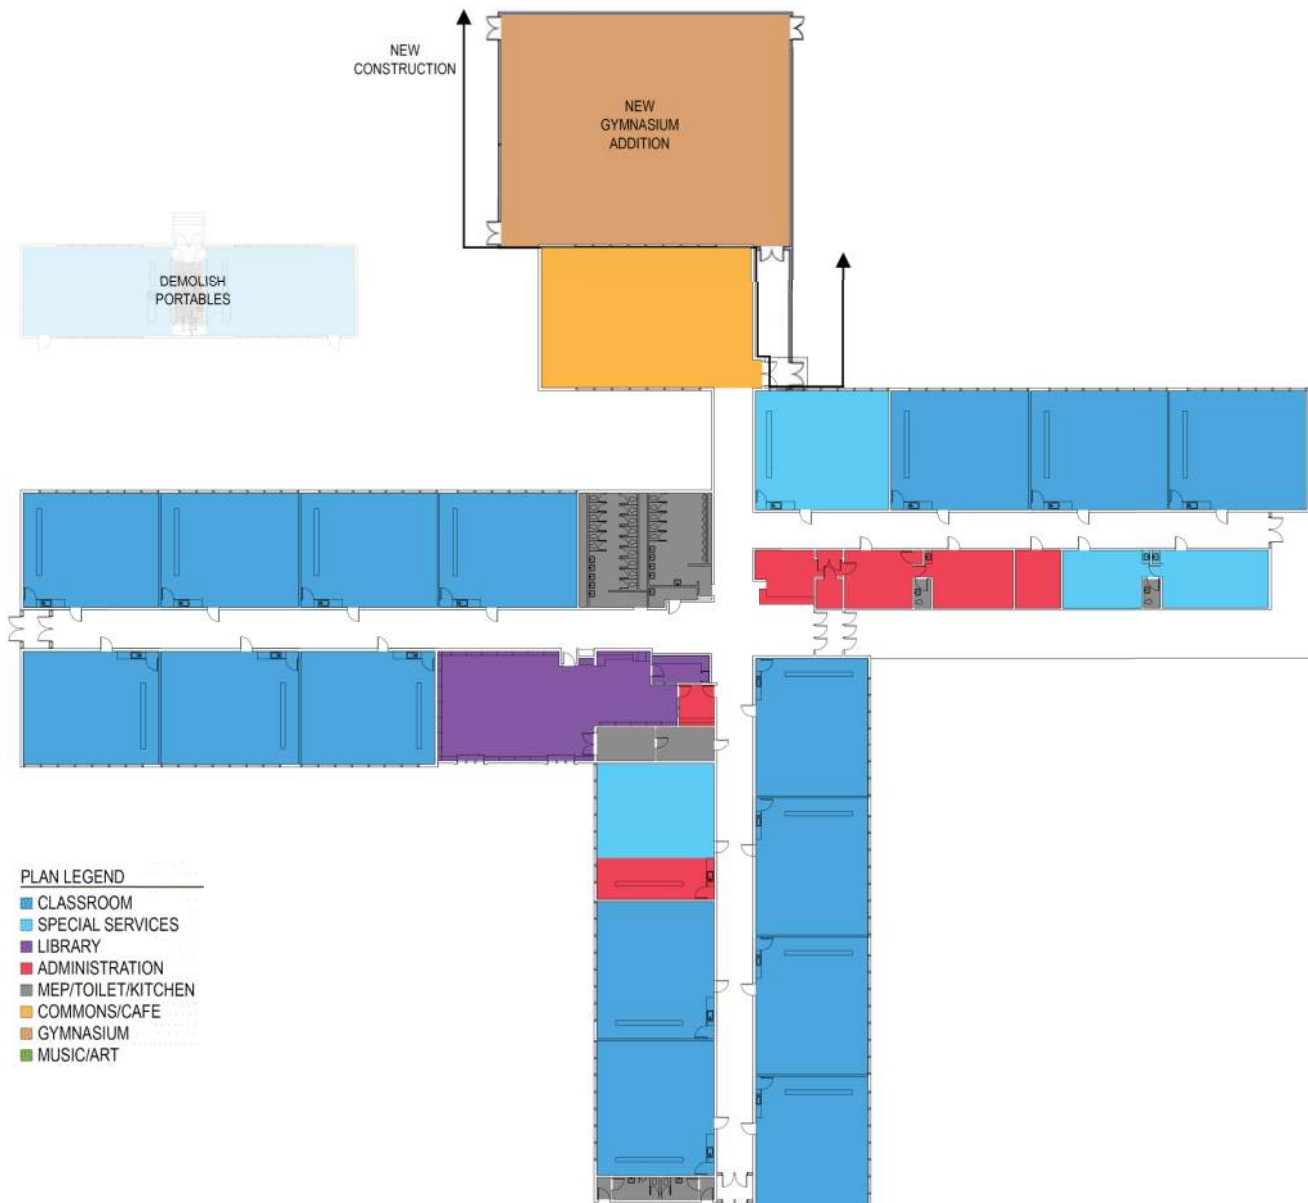 NEW
CONSTRUCTION
NEW
GYMNASIUM
ADDITION
DEMOLISH
PORTABLES
PLAN LEGEND
CLASSROOM
SPECIAL SERVICES
LIBRARY
ADMINISTRATION
MEP/TOILET/KITCHEN
COMMONS/CAFE
GYMNASIUM
MUSIC/ART